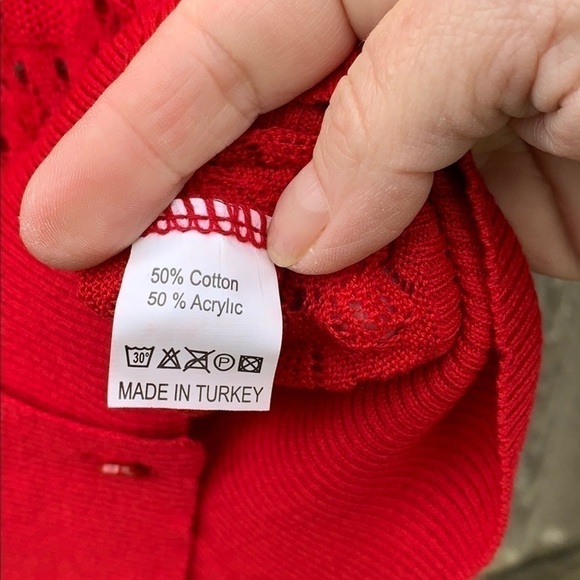 50% Cotton
50 % Acrylic
30° P
MADE IN TURKEY